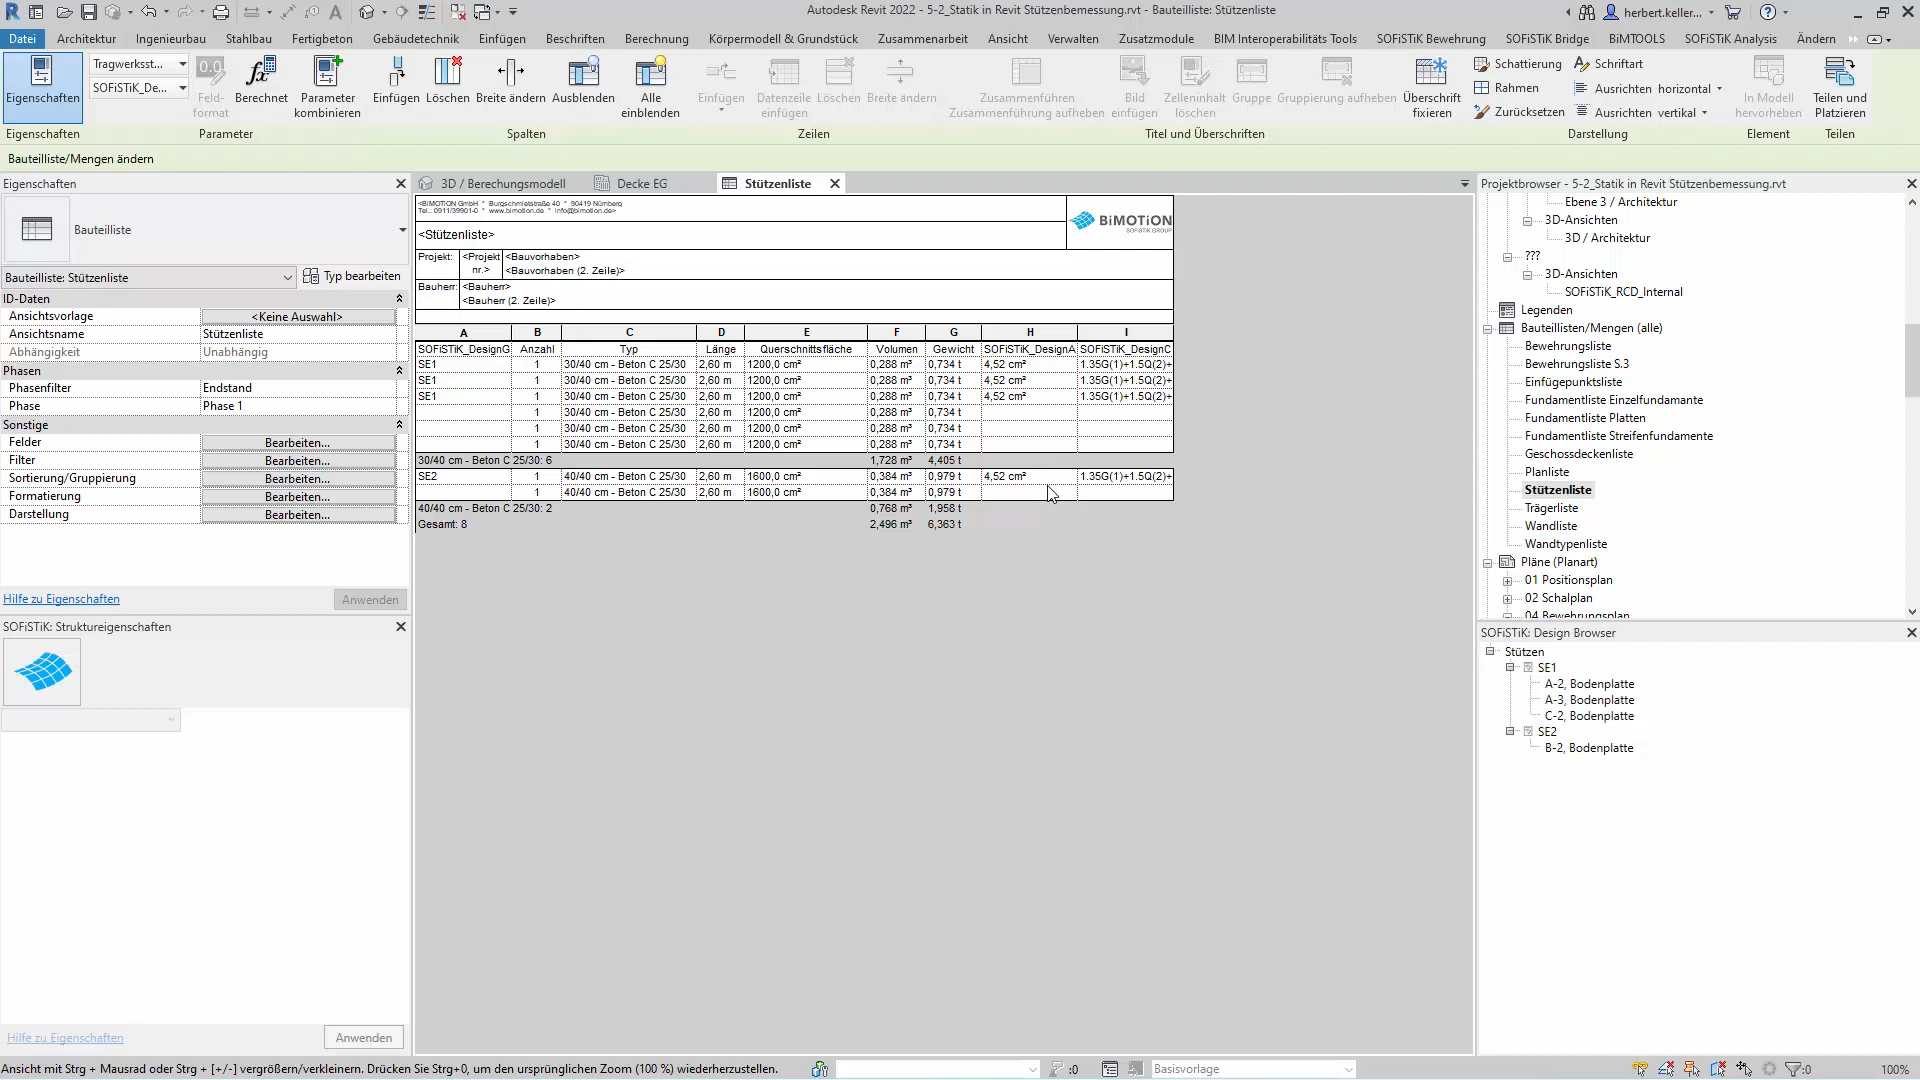 Autodesk Revit 2022 - 5-2_Statik in Revit Stützenbemessung.rvt - Bauteilliste: Stützenliste
herbert.keller...
Datei Architektur Ingenieurbau Stahlbau Fertigbeton Gebäudetechnik Einfügen Beschriften Berechnung Körpermodell & Grundstück Zusammenarbeit Ansicht Verwalten Zusatzmodule BIM Interoperabilitäts Tools SOFiSTiK Bewehrung SOFiSTiK Bridge BiMTOOLS SOFiSTiK Analysis Ändern
Eigenschaften
Tragwerksst...
SOFiSTiK_De...
Feld-
format
Berechnet
Parameter
kombinieren
Einfügen
Löschen
Breite ändern
Ausblenden
Alle
einblenden
Einfügen
Datenzeile
einfügen
Löschen
Breite ändern
Zusammenführen
Zusammenführung aufheben
Bild
einfügen
Zelleninhalt
löschen
Gruppe
Gruppierung aufheben
Überschrift
fixieren
Schattierung
Rahmen
Zurücksetzen
Schriftart
Ausrichten horizontal
Ausrichten vertikal
In Modell
hervorheben
Teilen und
Platzieren
Eigenschaften Parameter Spalten Zeilen Titel und Überschriften Darstellung Element Teilen
Bauteilliste/Mengen ändern
Eigenschaften
Bauteilliste
Bauteilliste: Stützenliste
Typ bearbeiten
ID-Daten
Ansichtsvorlage <Keine Auswahl>
Ansichtsname Stützenliste
Abhängigkeit Unabhängig
Phasen
Phasenfilter Endstand
Phase Phase 1
Sonstige
Felder Bearbeiten...
Filter Bearbeiten...
Sortierung/Gruppierung Bearbeiten...
Formatierung Bearbeiten...
Darstellung Bearbeiten...
Hilfe zu Eigenschaften
Anwenden
SOFiSTiK: Struktureigenschaften
Hilfe zu Eigenschaften
Anwenden
3D / Berechungsmodell
Decke EG
Stützenliste
<BiMOTION GmbH * Burgschmietstraße 40 * 90419 Nürnberg
Tel.: 0911/39901-0 * www.bimotion.de * info@bimotion.de>
BiMOTiON
SOFiSTiK GROUP
<Stützenliste>
Projekt: <Projekt nr.> <Bauvorhaben>
<Bauvorhaben (2. Zeile)>
Bauherr: <Bauherr>
<Bauherr (2. Zeile)>
A B C D E F G H I
SOFiSTiK_DesignG Anzahl Typ Länge Querschnittsfläche Volumen Gewicht SOFiSTiK_DesignA SOFiSTiK_DesignC
SE1 1 30/40 cm - Beton C 25/30 2,60 m 1200,0 cm² 0,288 m³ 0,734 t 4,52 cm² 1.35G(1)+1.5Q(2)+
SE1 1 30/40 cm - Beton C 25/30 2,60 m 1200,0 cm² 0,288 m³ 0,734 t 4,52 cm² 1.35G(1)+1.5Q(2)+
SE1 1 30/40 cm - Beton C 25/30 2,60 m 1200,0 cm² 0,288 m³ 0,734 t 4,52 cm² 1.35G(1)+1.5Q(2)+
1 30/40 cm - Beton C 25/30 2,60 m 1200,0 cm² 0,288 m³ 0,734 t
1 30/40 cm - Beton C 25/30 2,60 m 1200,0 cm² 0,288 m³ 0,734 t
1 30/40 cm - Beton C 25/30 2,60 m 1200,0 cm² 0,288 m³ 0,734 t
30/40 cm - Beton C 25/30: 6 1,728 m³ 4,405 t
SE2 1 40/40 cm - Beton C 25/30 2,60 m 1600,0 cm² 0,384 m³ 0,979 t 4,52 cm² 1.35G(1)+1.5Q(2)+
1 40/40 cm - Beton C 25/30 2,60 m 1600,0 cm² 0,384 m³ 0,979 t
40/40 cm - Beton C 25/30: 2 0,768 m³ 1,958 t
Gesamt: 8 2,496 m³ 6,363 t
Projektbrowser - 5-2_Statik in Revit Stützenbemessung.rvt
Ebene 3 / Architektur
3D-Ansichten
3D / Architektur
???
3D-Ansichten
SOFiSTiK_RCD_Internal
Legenden
Bauteillisten/Mengen (alle)
Bewehrungsliste
Bewehrungsliste S.3
Einfügepunktsliste
Fundamentliste Einzelfundamante
Fundamentliste Platten
Fundamentliste Streifenfundamente
Geschossdeckenliste
Planliste
Stützenliste
Trägerliste
Wandliste
Wandtypenliste
Pläne (Planart)
01 Positionsplan
02 Schalplan
04 Bewehrungsplan
SOFiSTiK: Design Browser
Stützen
SE1
A-2, Bodenplatte
A-3, Bodenplatte
C-2, Bodenplatte
SE2
B-2, Bodenplatte
Ansicht mit Strg + Mausrad oder Strg + [+/-] vergrößern/verkleinern. Drücken Sie Strg+0, um den ursprünglichen Zoom (100 %) wiederherzustellen.
:0
Basisvorlage
:0
100%